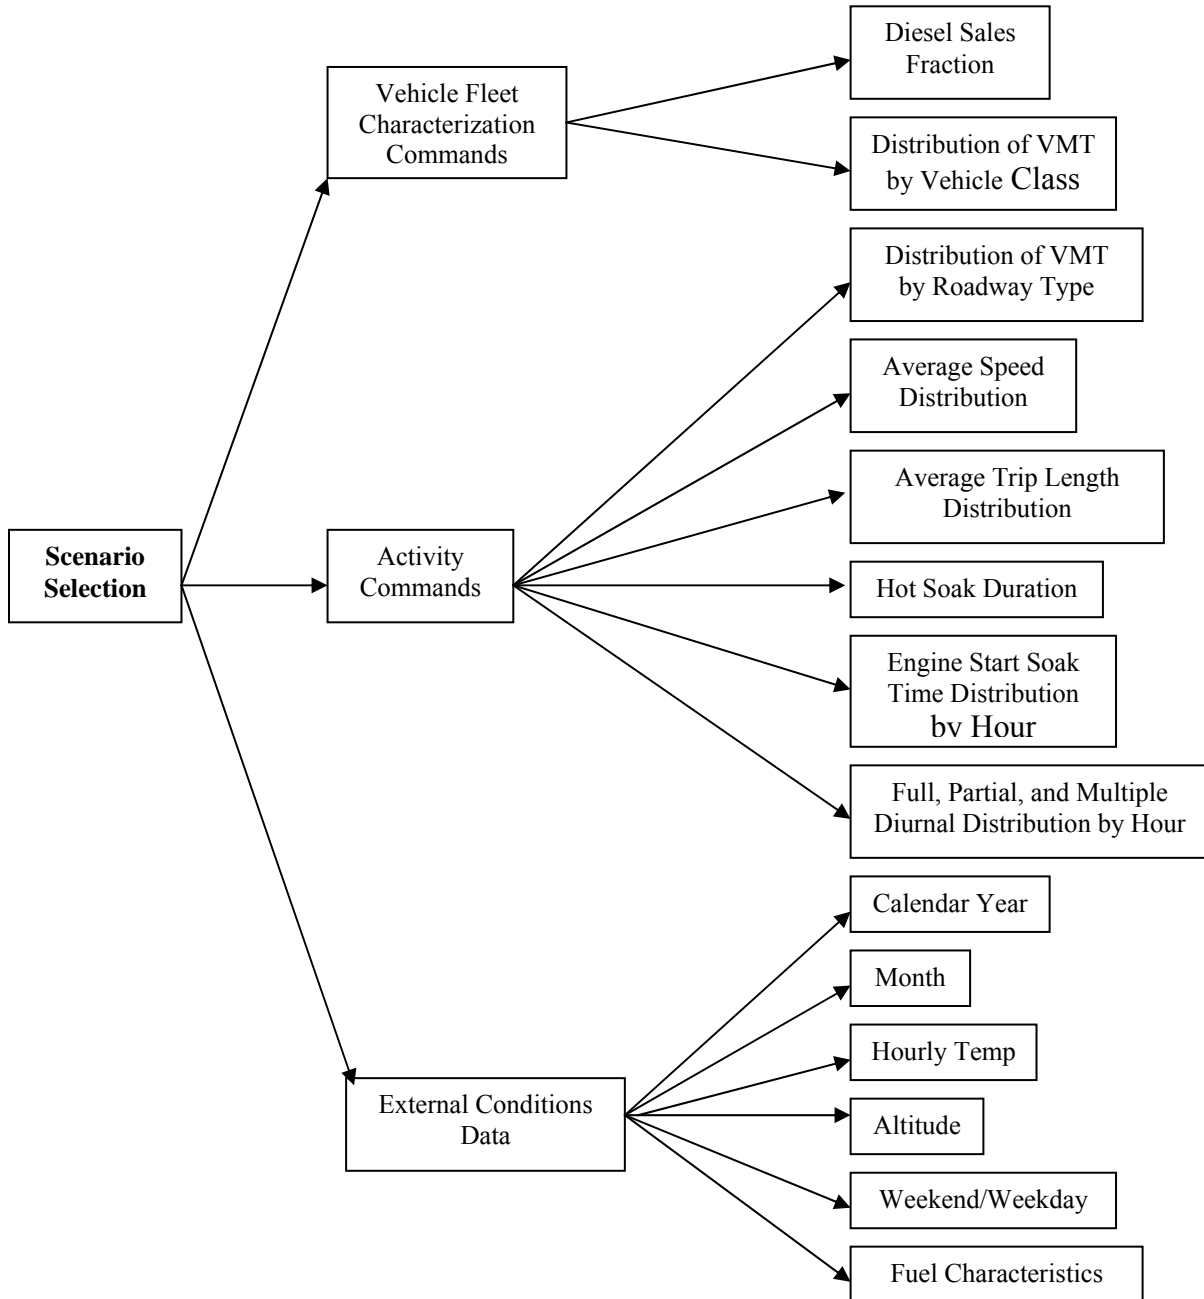 Diesel Sales
Fraction
Vehicle Fleet
Characterization
Commands
Distribution of VMT
by Vehicle Class
Distribution of VMT
by Roadway Type
Average Speed
Distribution
Average Trip Length
Distribution
Scenario
Selection
Activity
Commands
Hot Soak Duration
Engine Start Soak
Time Distribution
by Hour
Full, Partial, and Multiple
Diurnal Distribution by Hour
Calendar Year
Month
Hourly Temp
External Conditions
Data
Altitude
Weekend/Weekday
Fuel Characteristics